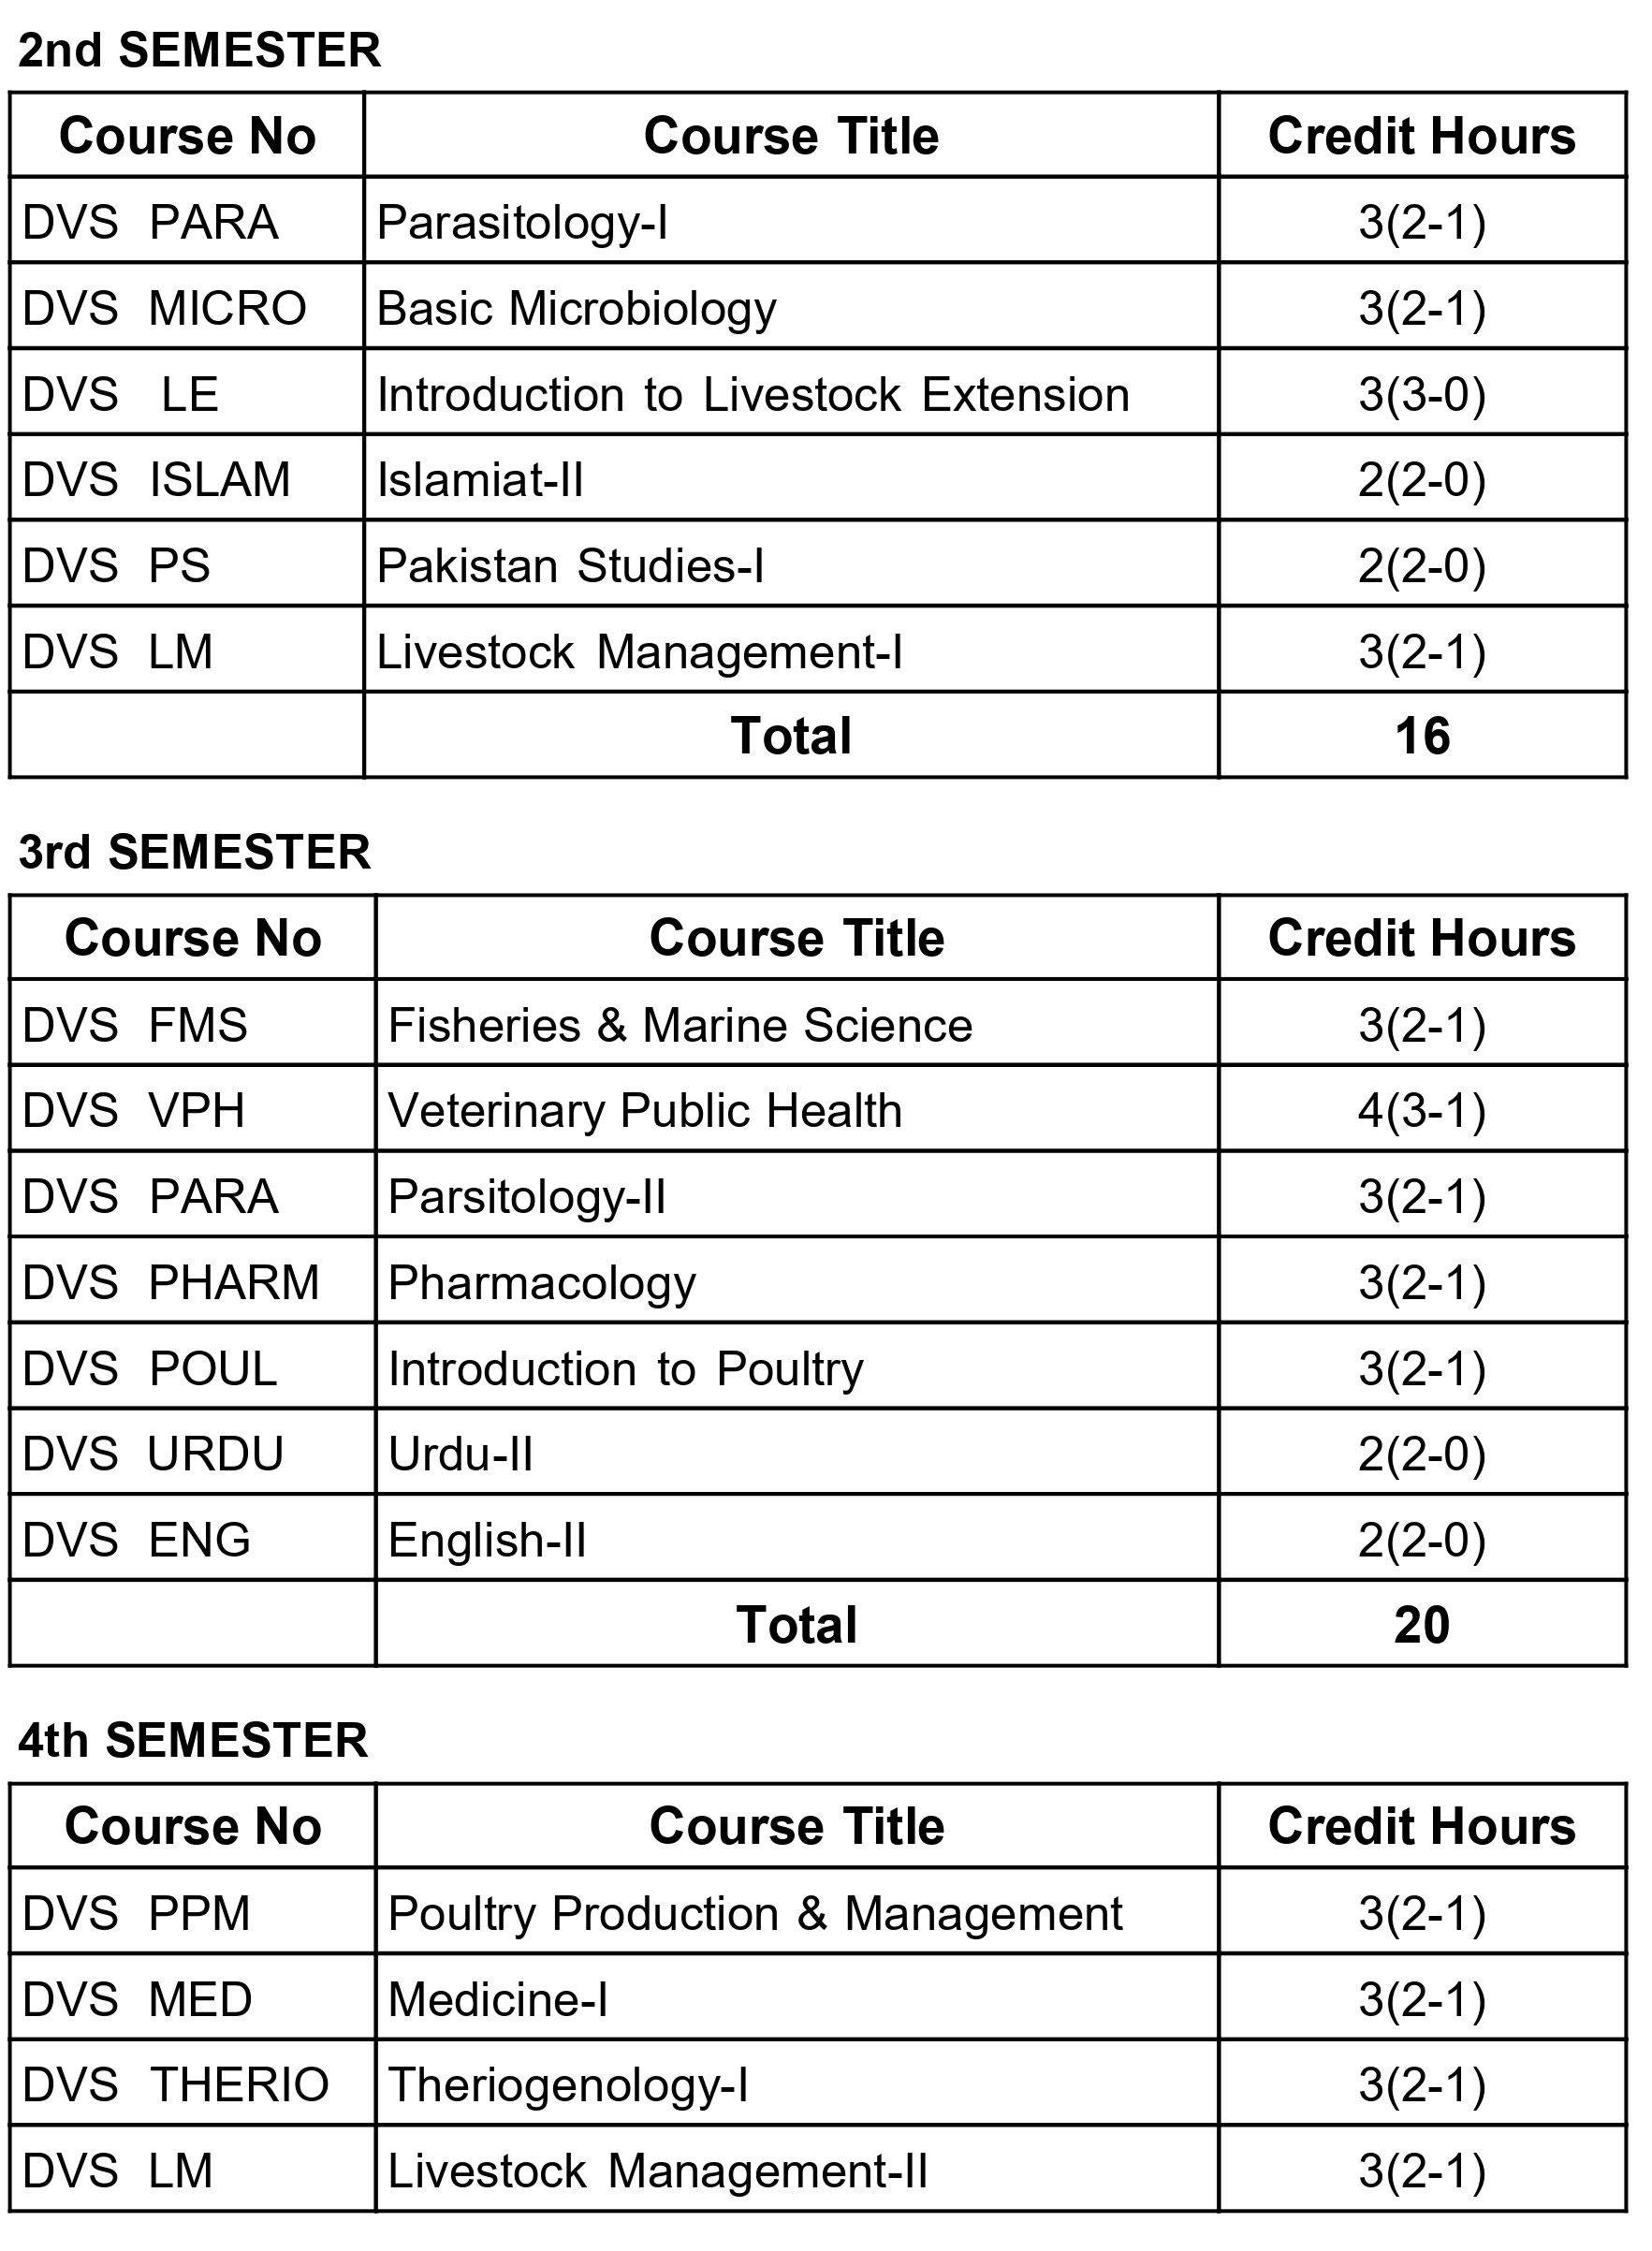 2nd SEMESTER
Course No Course Title Credit Hours
DVS PARA Parasitology-I 3(2-1)
DVS MICRO Basic Microbiology 3(2-1)
DVS LE Introduction to Livestock Extension 3(3-0)
DVS ISLAM Islamiat-II 2(2-0)
DVS PS Pakistan Studies-I 2(2-0)
DVS LM Livestock Management-I 3(2-1)
Total 16
3rd SEMESTER
Course No Course Title Credit Hours
DVS FMS Fisheries & Marine Science 3(2-1)
DVS VPH Veterinary Public Health 4(3-1)
DVS PARA Parsitology-II 3(2-1)
DVS PHARM Pharmacology 3(2-1)
DVS POUL Introduction to Poultry 3(2-1)
DVS URDU Urdu-II 2(2-0)
DVS ENG English-II 2(2-0)
Total 20
4th SEMESTER
Course No Course Title Credit Hours
DVS PPM Poultry Production & Management 3(2-1)
DVS MED Medicine-I 3(2-1)
DVS THERIO Theriogenology-I 3(2-1)
DVS LM Livestock Management-II 3(2-1)